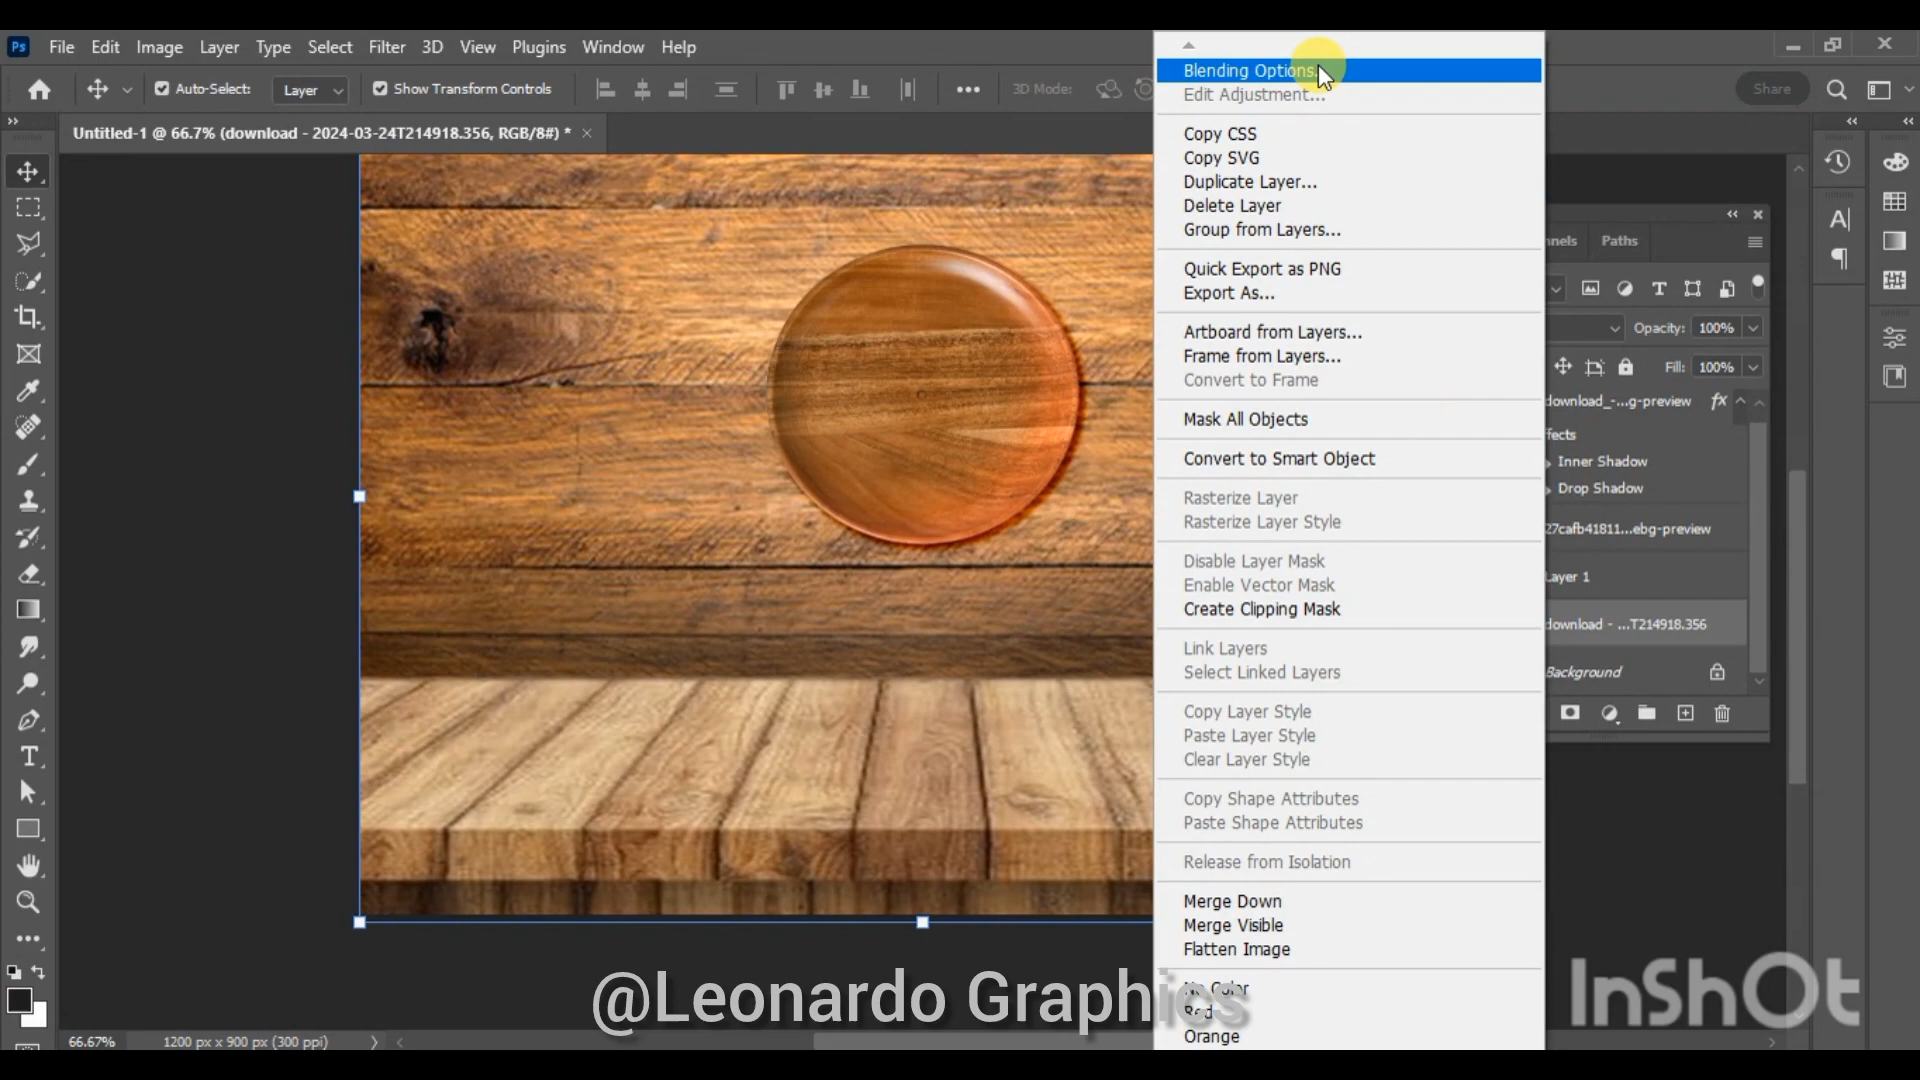 Ps File Edit Image Layer Type Select Filter 3D View Plugins Window Help
Auto-Select: Layer Show Transform Controls 3D Mode: Share
Untitled-1 @ 66.7% (download - 2024-03-24T214918.356, RGB/8#) *
Blending Options...
Edit Adjustment...
Copy CSS
Copy SVG
Duplicate Layer...
Delete Layer
Group from Layers...
Quick Export as PNG
Export As...
Artboard from Layers...
Frame from Layers...
Convert to Frame
Mask All Objects
Convert to Smart Object
Rasterize Layer
Rasterize Layer Style
Disable Layer Mask
Enable Vector Mask
Create Clipping Mask
Link Layers
Select Linked Layers
Copy Layer Style
Paste Layer Style
Clear Layer Style
Copy Shape Attributes
Paste Shape Attributes
Release from Isolation
Merge Down
Merge Visible
Flatten Image
No Color
Red
Orange
nnels Paths
Opacity: 100%
Fill: 100%
download_-...g-preview fx
ffects
Inner Shadow
Drop Shadow
27cafb41811...ebg-preview
Layer 1
download - ...T214918.356
Background
@Leonardo Graphics
InShOt
66.67% 1200 px x 900 px (300 ppi)